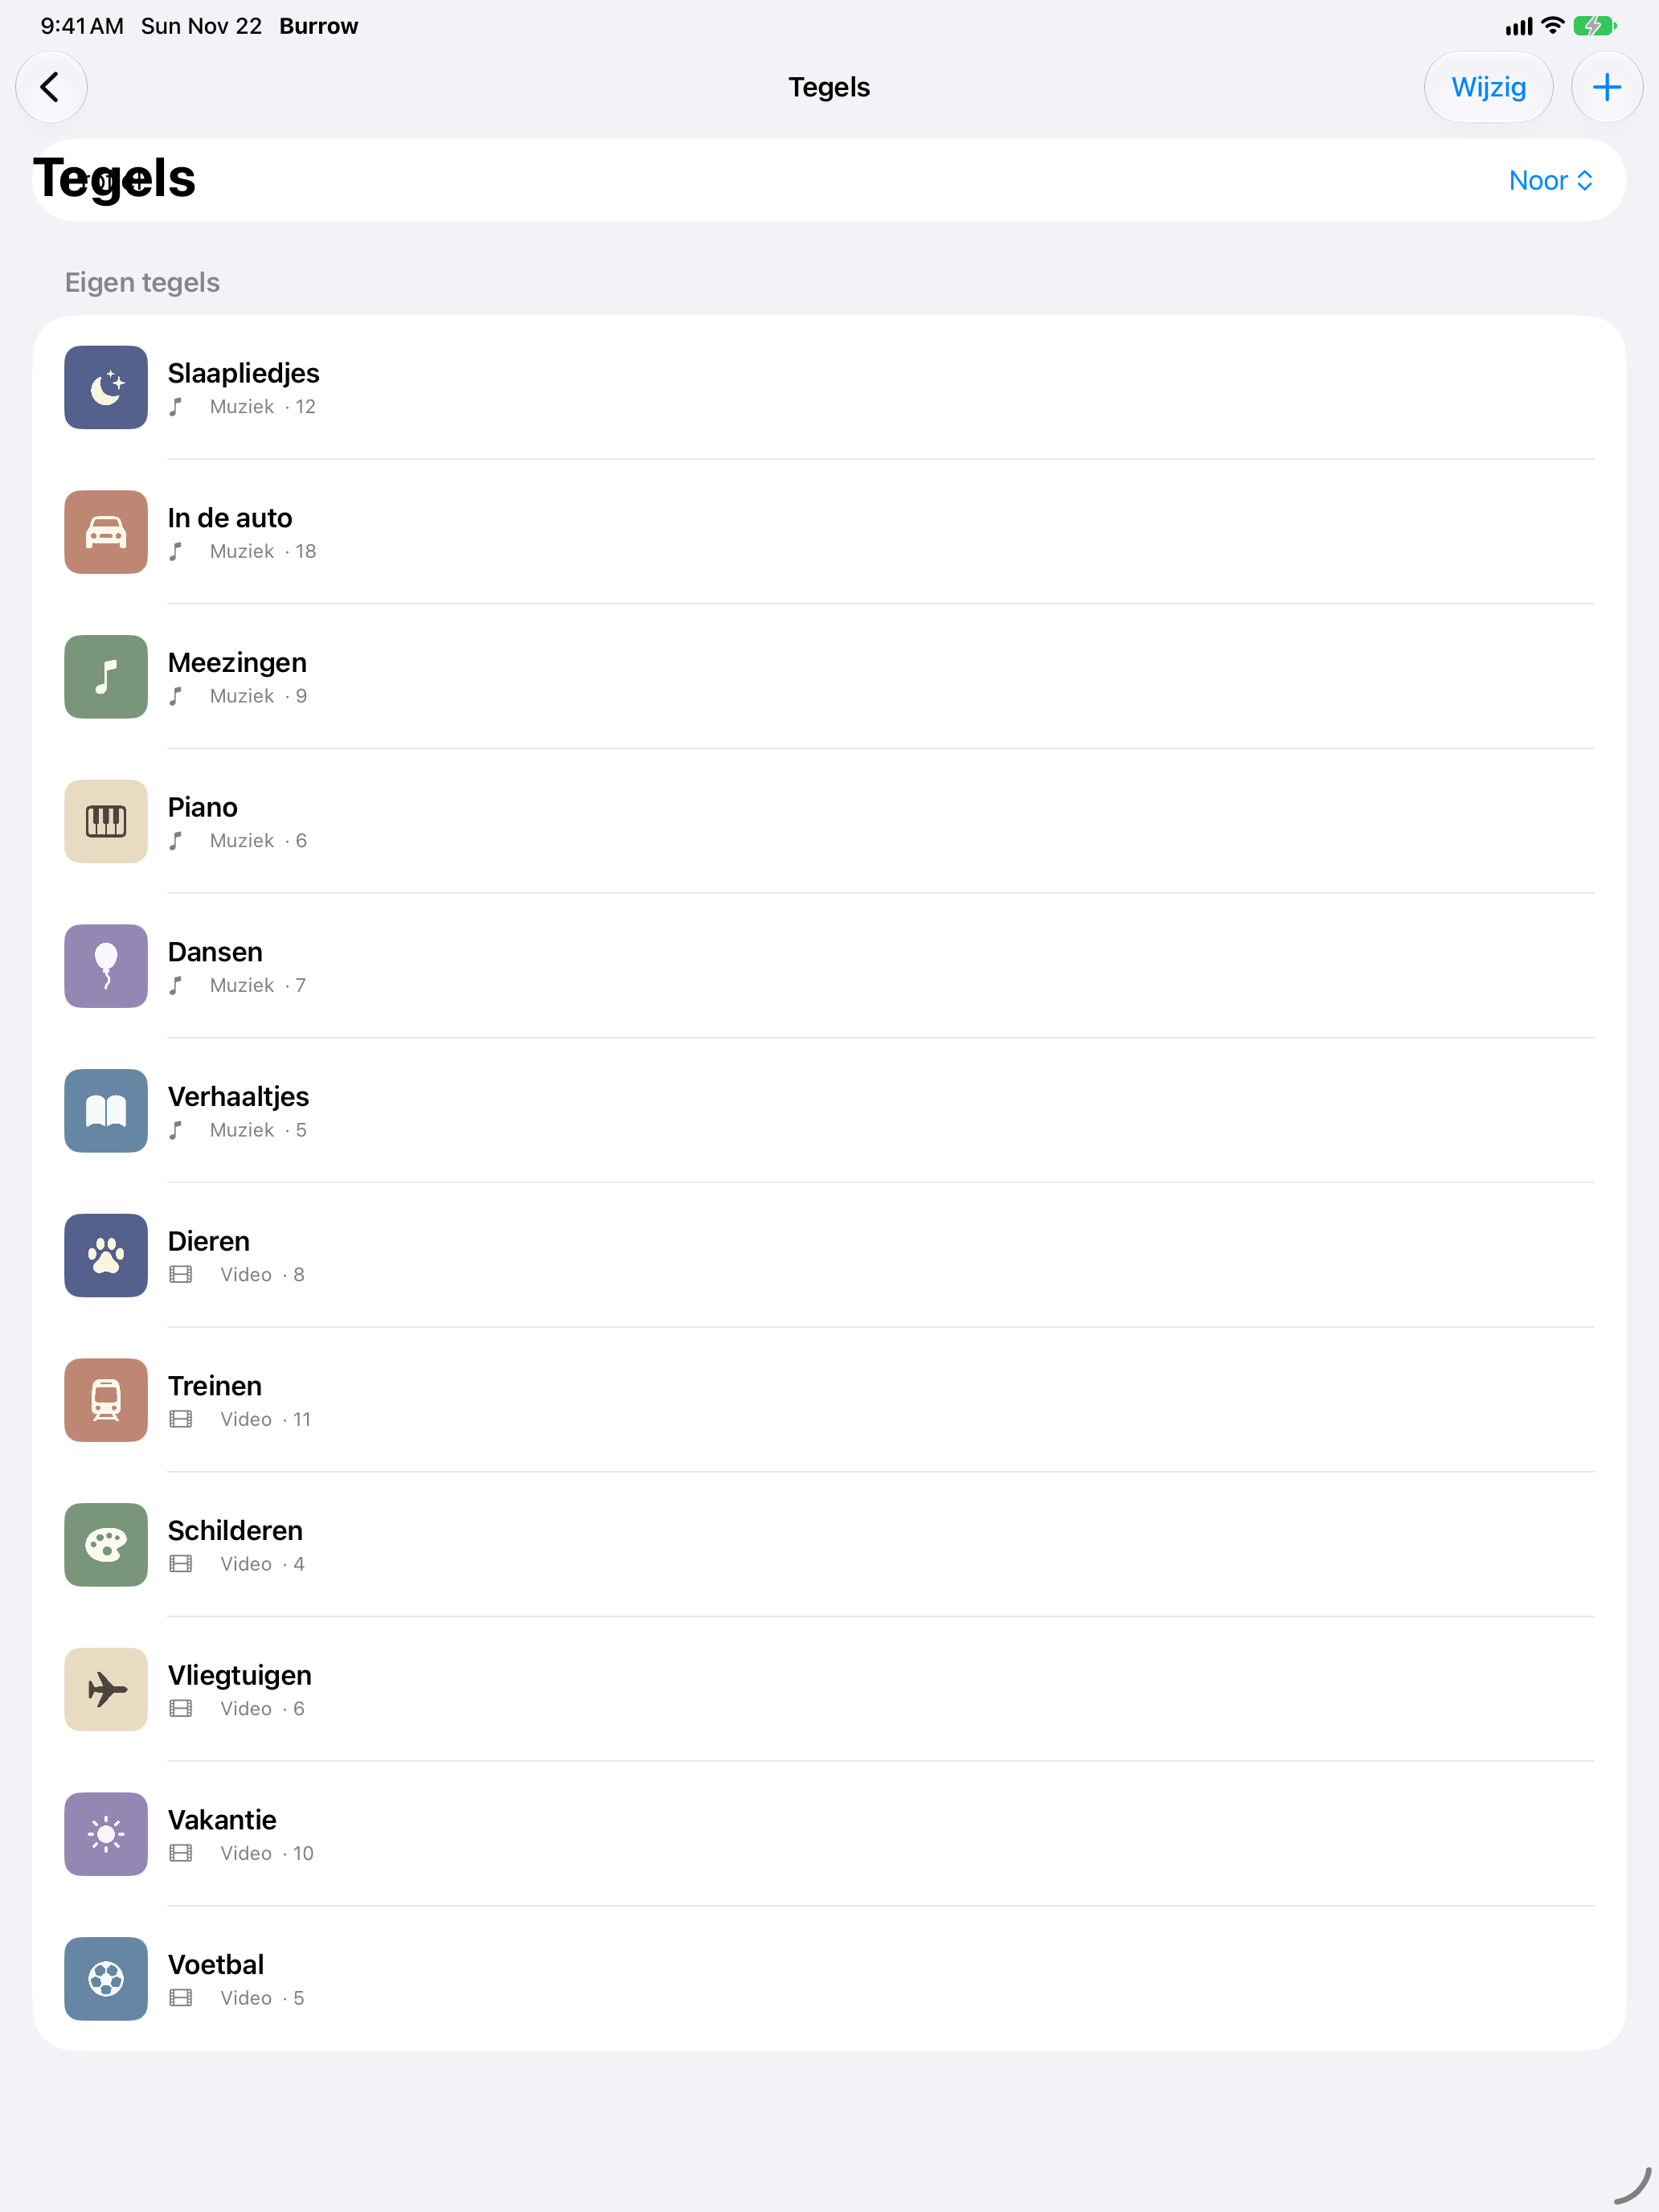 9:41 AM Sun Nov 22 Burrow
Tegels
Wijzig
Tegels
Noor
Eigen tegels
Slaapliedjes
Muziek · 12
In de auto
Muziek · 18
Meezingen
Muziek · 9
Piano
Muziek · 6
Dansen
Muziek · 7
Verhaaltjes
Muziek · 5
Dieren
Video · 8
Treinen
Video · 11
Schilderen
Video · 4
Vliegtuigen
Video · 6
Vakantie
Video · 10
Voetbal
Video · 5